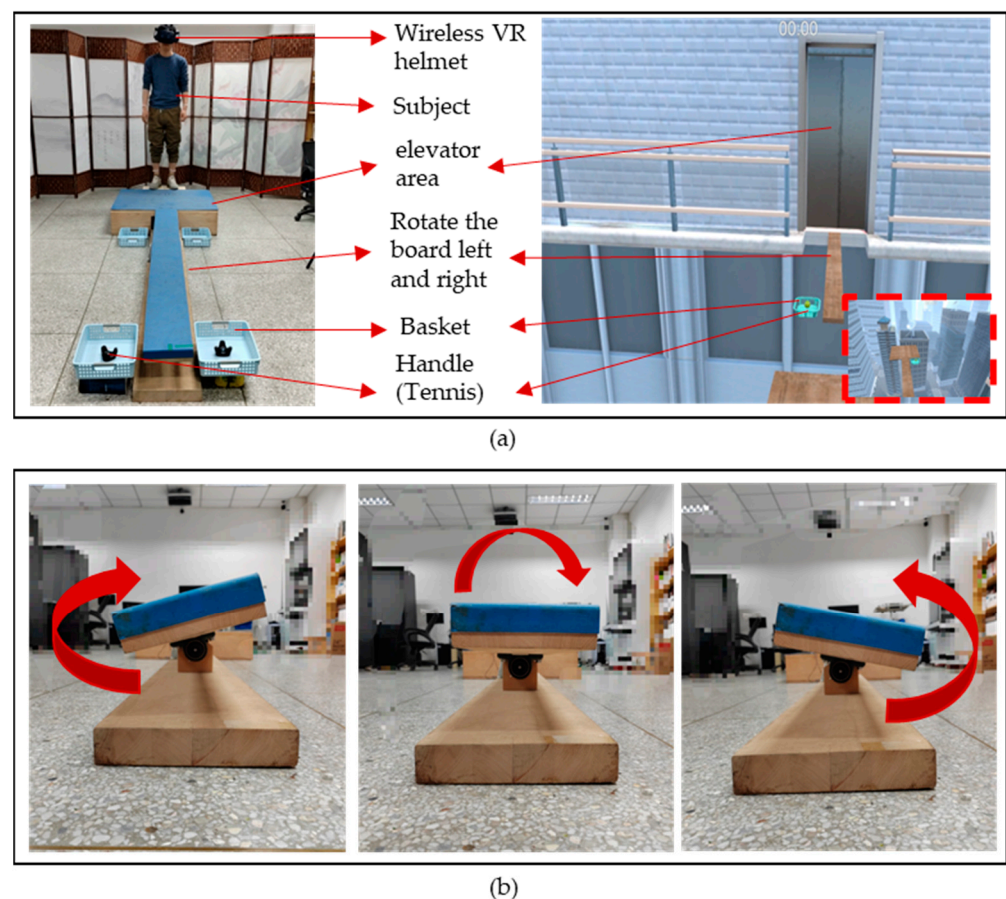 00:00
Wireless VR
helmet
Subject
elevator
area
Rotate the
board left
and right
Basket
Handle
(Tennis)
(a)
(b)